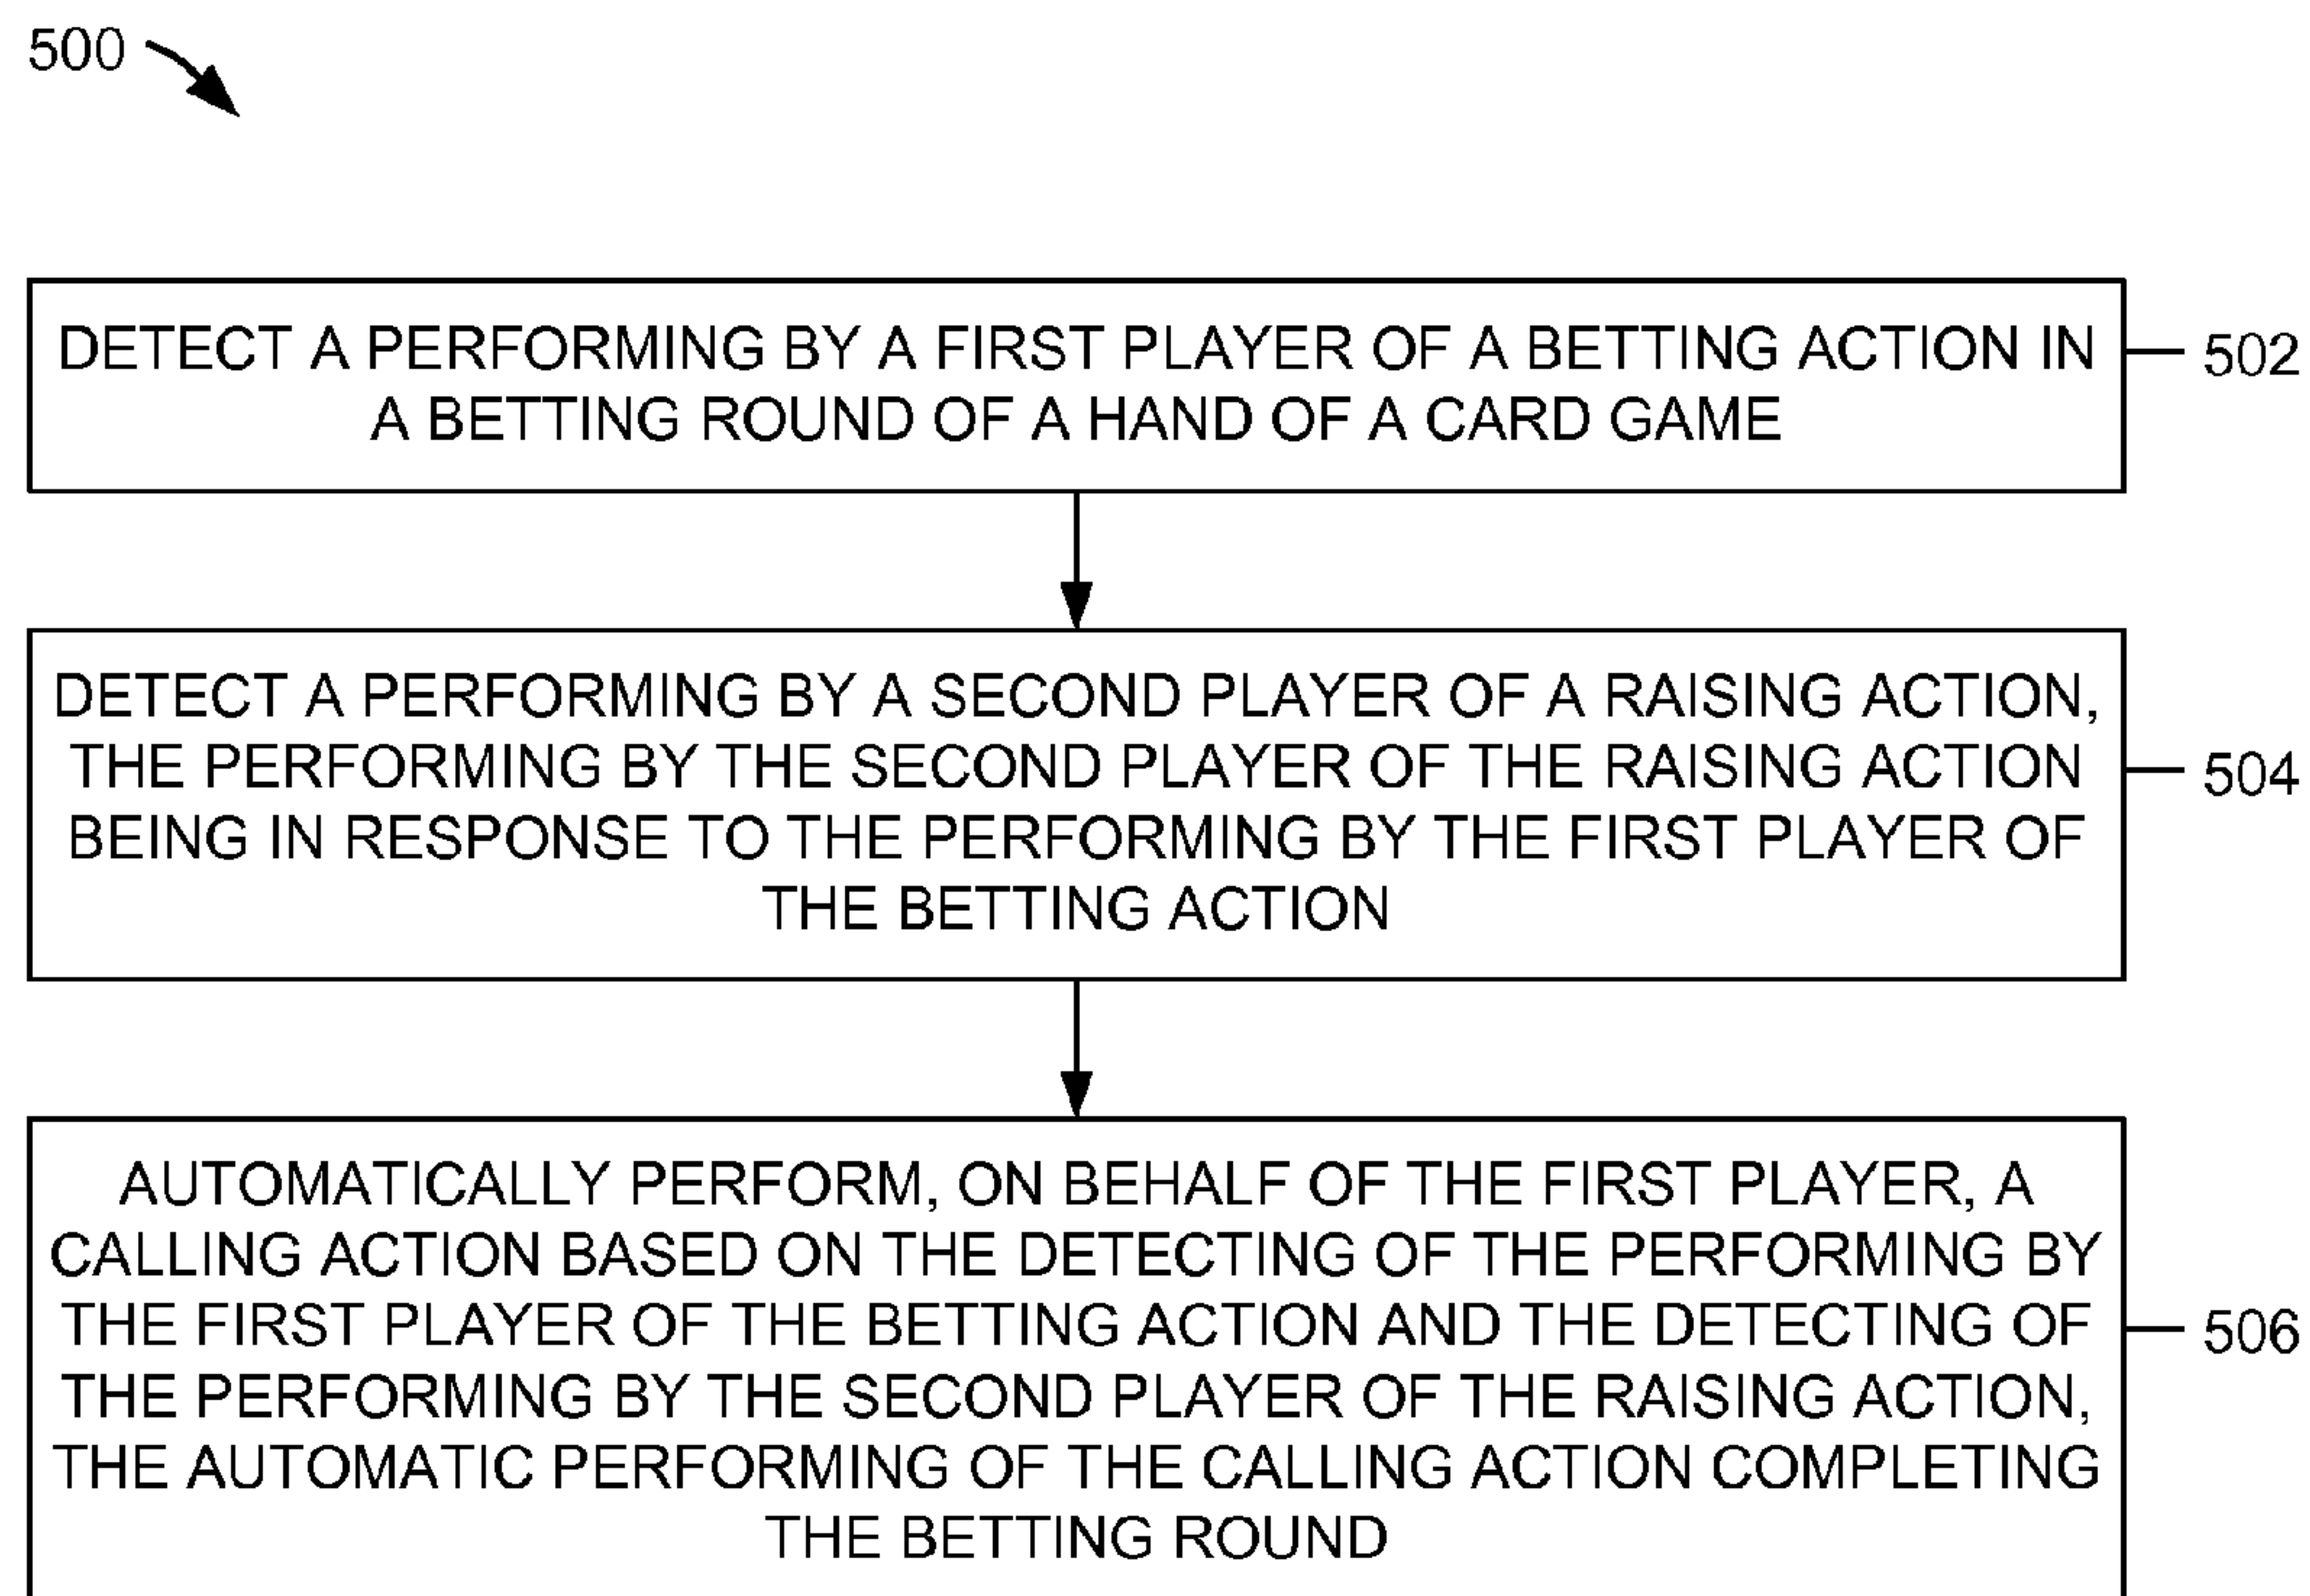 500
DETECT A PERFORMING BY A FIRST PLAYER OF A BETTING ACTION IN
A BETTING ROUND OF A HAND OF A CARD GAME
502
DETECT A PERFORMING BY A SECOND PLAYER OF A RAISING ACTION,
THE PERFORMING BY THE SECOND PLAYER OF THE RAISING ACTION
BEING IN RESPONSE TO THE PERFORMING BY THE FIRST PLAYER OF
THE BETTING ACTION
504
AUTOMATICALLY PERFORM, ON BEHALF OF THE FIRST PLAYER, A
CALLING ACTION BASED ON THE DETECTING OF THE PERFORMING BY
THE FIRST PLAYER OF THE BETTING ACTION AND THE DETECTING OF
THE PERFORMING BY THE SECOND PLAYER OF THE RAISING ACTION,
THE AUTOMATIC PERFORMING OF THE CALLING ACTION COMPLETING
THE BETTING ROUND
506